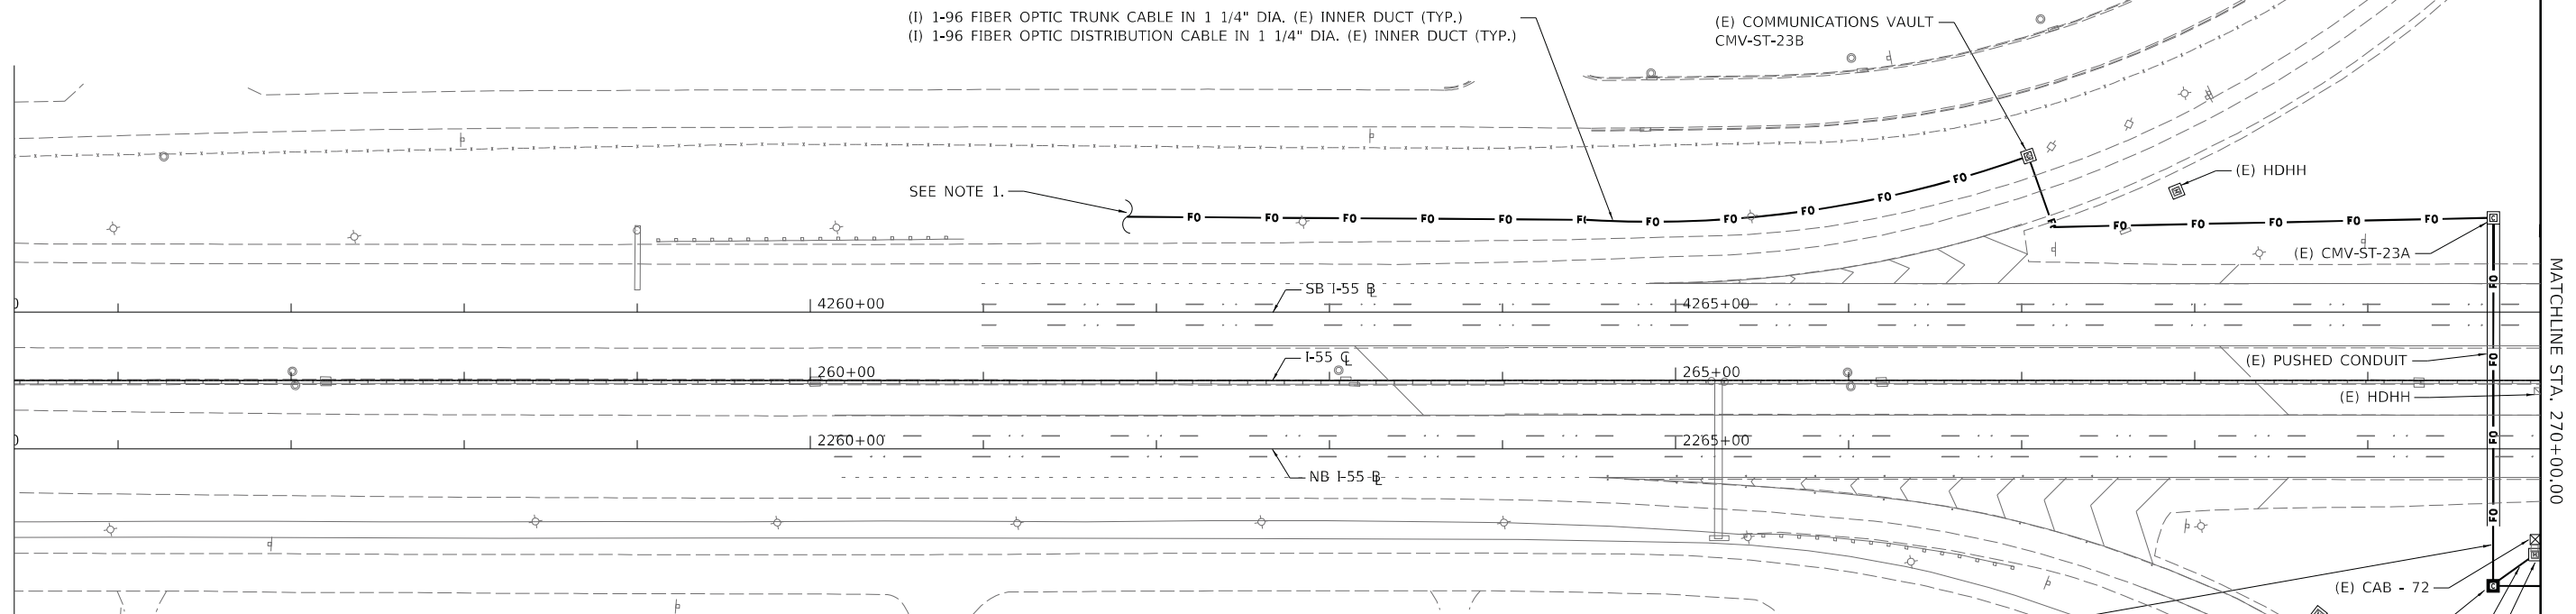 (I) 1-96 FIBER OPTIC TRUNK CABLE IN 1 1/4" DIA. (E) INNER DUCT (TYP.)
(I) 1-96 FIBER OPTIC DISTRIBUTION CABLE IN 1 1/4" DIA. (E) INNER DUCT (TYP.)
(E) COMMUNICATIONS VAULT
CMV-ST-23B
(E) HDHH
SEE NOTE 1.
FO FO FO FO FO FO FO FO FO FO FO
FO FO FO FO FO
(E) CMV-ST-23A
FO
SB I-55 BL
4260+00
4265+00
I-55 CL
(E) PUSHED CONDUIT
FO
260+00
265+00
(E) HDHH
2260+00
2265+00
FO
NB I-55 BL
FO
(E) CAB - 72
MATCHLINE STA. 270+00.00